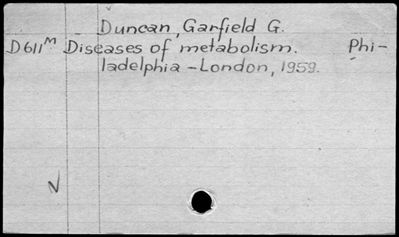 Duncan, Garfield G.
D611M Diseases of metabolism. Phi-
ladelphia - London, 1959.